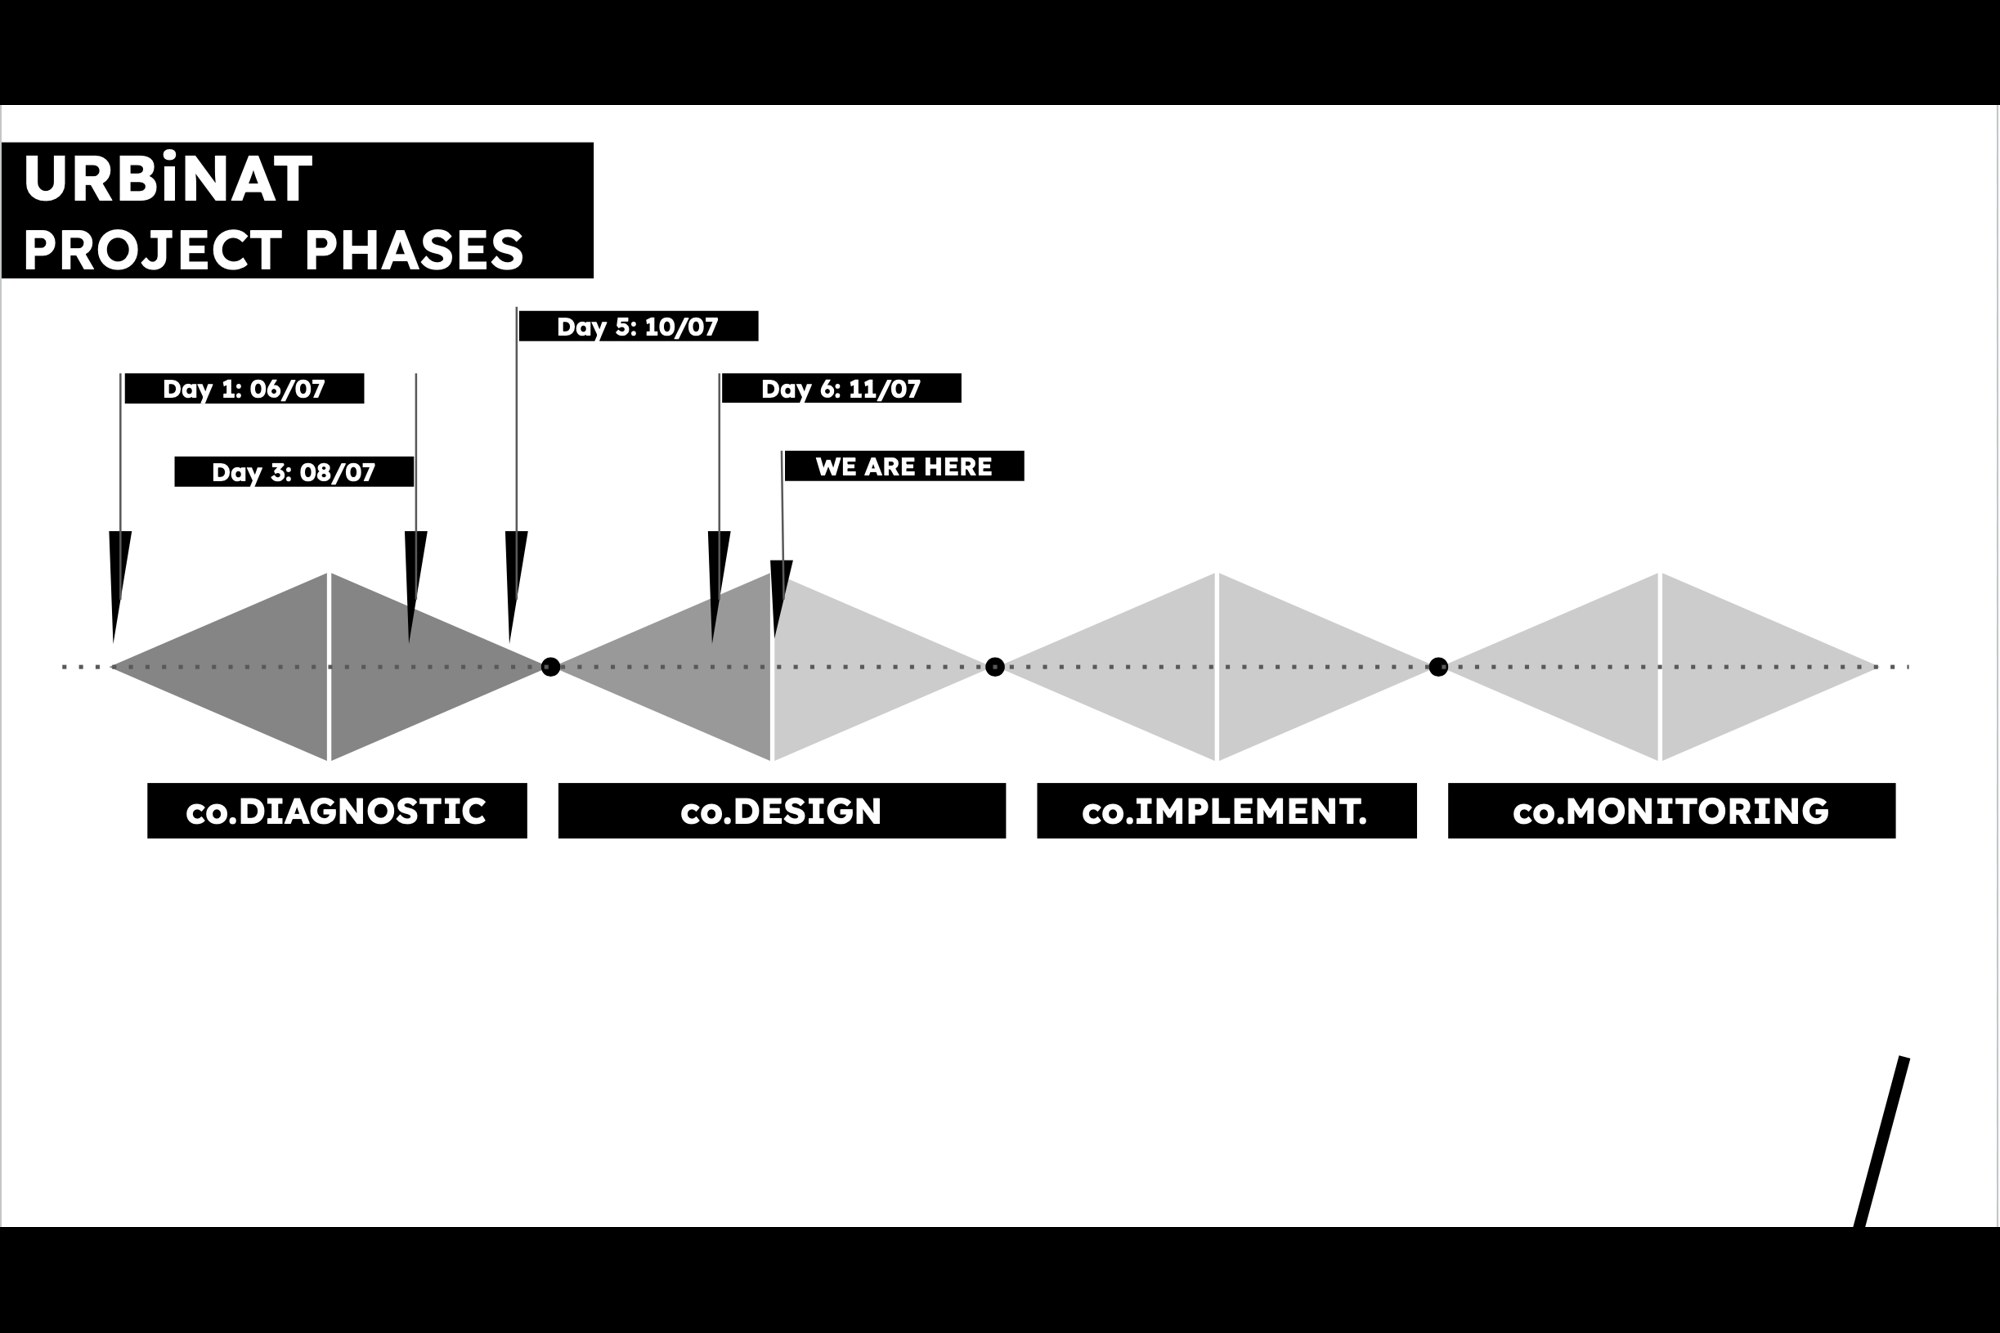 URBiNAT
PROJECT PHASES
Day 5: 10/07
Day 1: 06/07
Day 6: 11/07
Day 3: 08/07
WE ARE HERE
co.DIAGNOSTIC
co.DESIGN
co.IMPLEMENT.
co.MONITORING